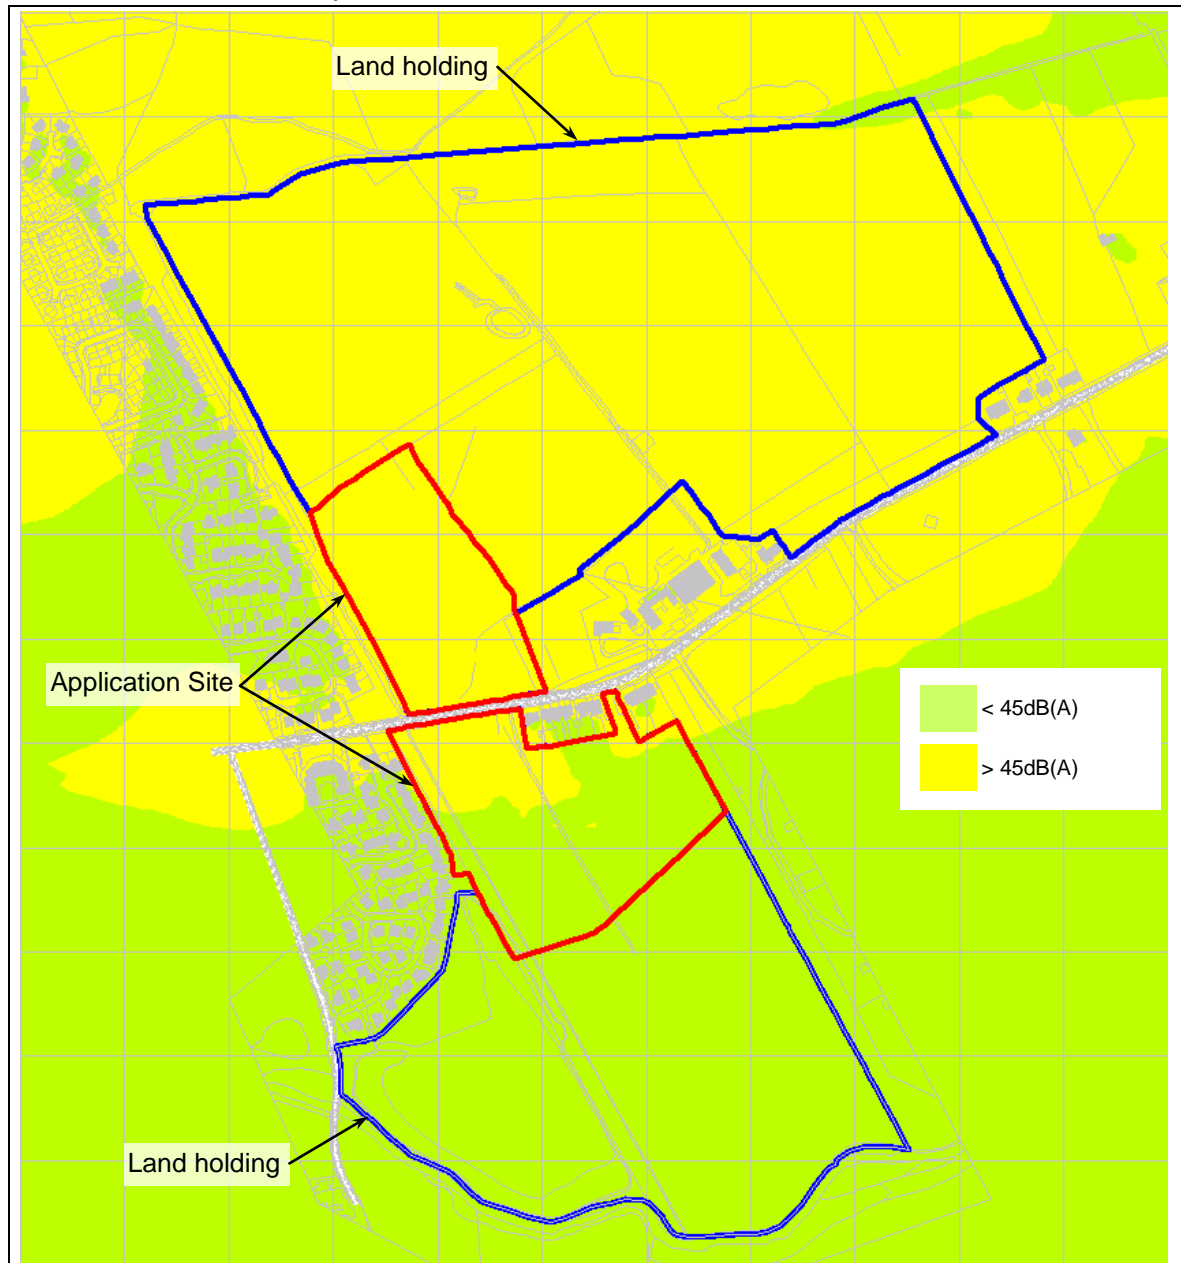 Land holding
Application Site
< 45dB(A)
> 45dB(A)
Land holding